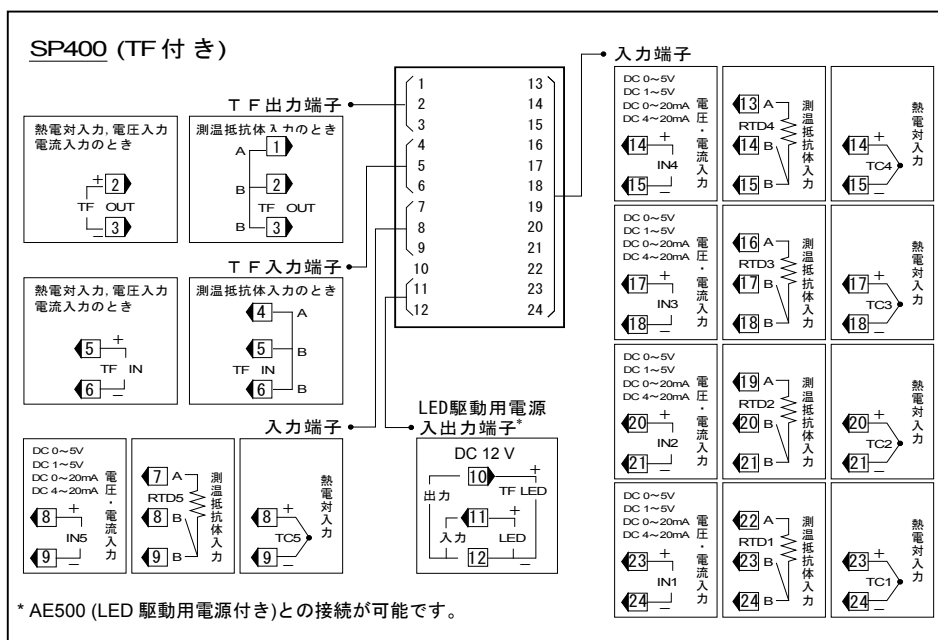 SP400 (TF付き)
TF出力端子
熱電対入力,電圧入力
電流入力のとき
+
2
TF OUT
3
−
測温抵抗体入力のとき
A
1
B
2
TF OUT
B
3
TF入力端子
熱電対入力,電圧入力
電流入力のとき
5
+
TF IN
6
−
測温抵抗体入力のとき
4
A
5
B
TF IN
6
B
入力端子
DC 0~5V
DC 1~5V
DC 0~20mA
DC 4~20mA
電圧・電流入力
8
+
IN5
9
−
7
A
RTD5
8
B
9
B
測温抵抗体入力
熱電対入力
8
+
TC5
9
−
1
2
3
4
5
6
7
8
9
10
11
12
13
14
15
16
17
18
19
20
21
22
23
24
LED駆動用電源
入出力端子*
DC 12 V
10
+
出力
TF LED
11
+
入力
LED
12
−
−
入力端子
DC 0~5V
DC 1~5V
DC 0~20mA
DC 4~20mA
電圧・電流入力
14
+
IN4
15
−
13
A
RTD4
14
B
15
B
測温抵抗体入力
熱電対入力
14
+
TC4
15
−
DC 0~5V
DC 1~5V
DC 0~20mA
DC 4~20mA
電圧・電流入力
17
+
IN3
18
−
16
A
RTD3
17
B
18
B
測温抵抗体入力
熱電対入力
17
+
TC3
18
−
DC 0~5V
DC 1~5V
DC 0~20mA
DC 4~20mA
電圧・電流入力
20
+
IN2
21
−
19
A
RTD2
20
B
21
B
測温抵抗体入力
熱電対入力
20
+
TC2
21
−
DC 0~5V
DC 1~5V
DC 0~20mA
DC 4~20mA
電圧・電流入力
23
+
IN1
24
−
22
A
RTD1
23
B
24
B
測温抵抗体入力
熱電対入力
23
+
TC1
24
−
* AE500 (LED 駆動用電源付き)との接続が可能です。